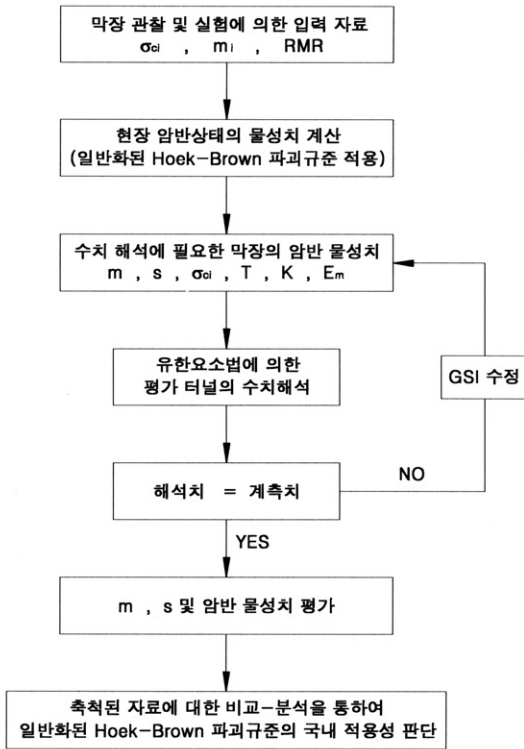 막장 관찰 및 실험에 의한 입력 자료
σci , mi , RMR
현장 암반상태의 물성치 계산
(일반화된 Hoek-Brown 파괴규준 적용)
수치 해석에 필요한 막장의 암반 물성치
m , s , σci , T , K , Em
유한요소법에 의한
평가 터널의 수치해석
GSI 수정
해석치 = 계측치
NO
YES
m , s 및 암반 물성치 평가
축척된 자료에 대한 비교-분석을 통하여
일반화된 Hoek-Brown 파괴규준의 국내 적용성 판단